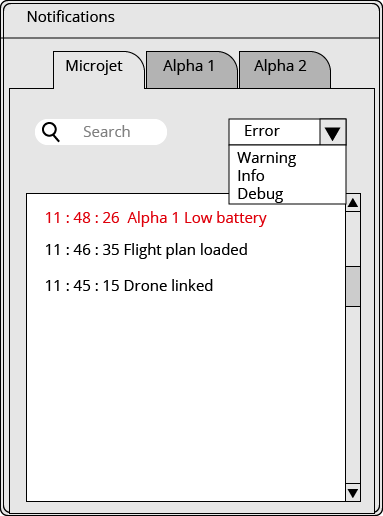 Notifications
Microjet Alpha 1 Alpha 2
Search Error
Warning
Info
Debug
11 : 48 : 26 Alpha 1 Low battery
11 : 46 : 35 Flight plan loaded
11 : 45 : 15 Drone linked